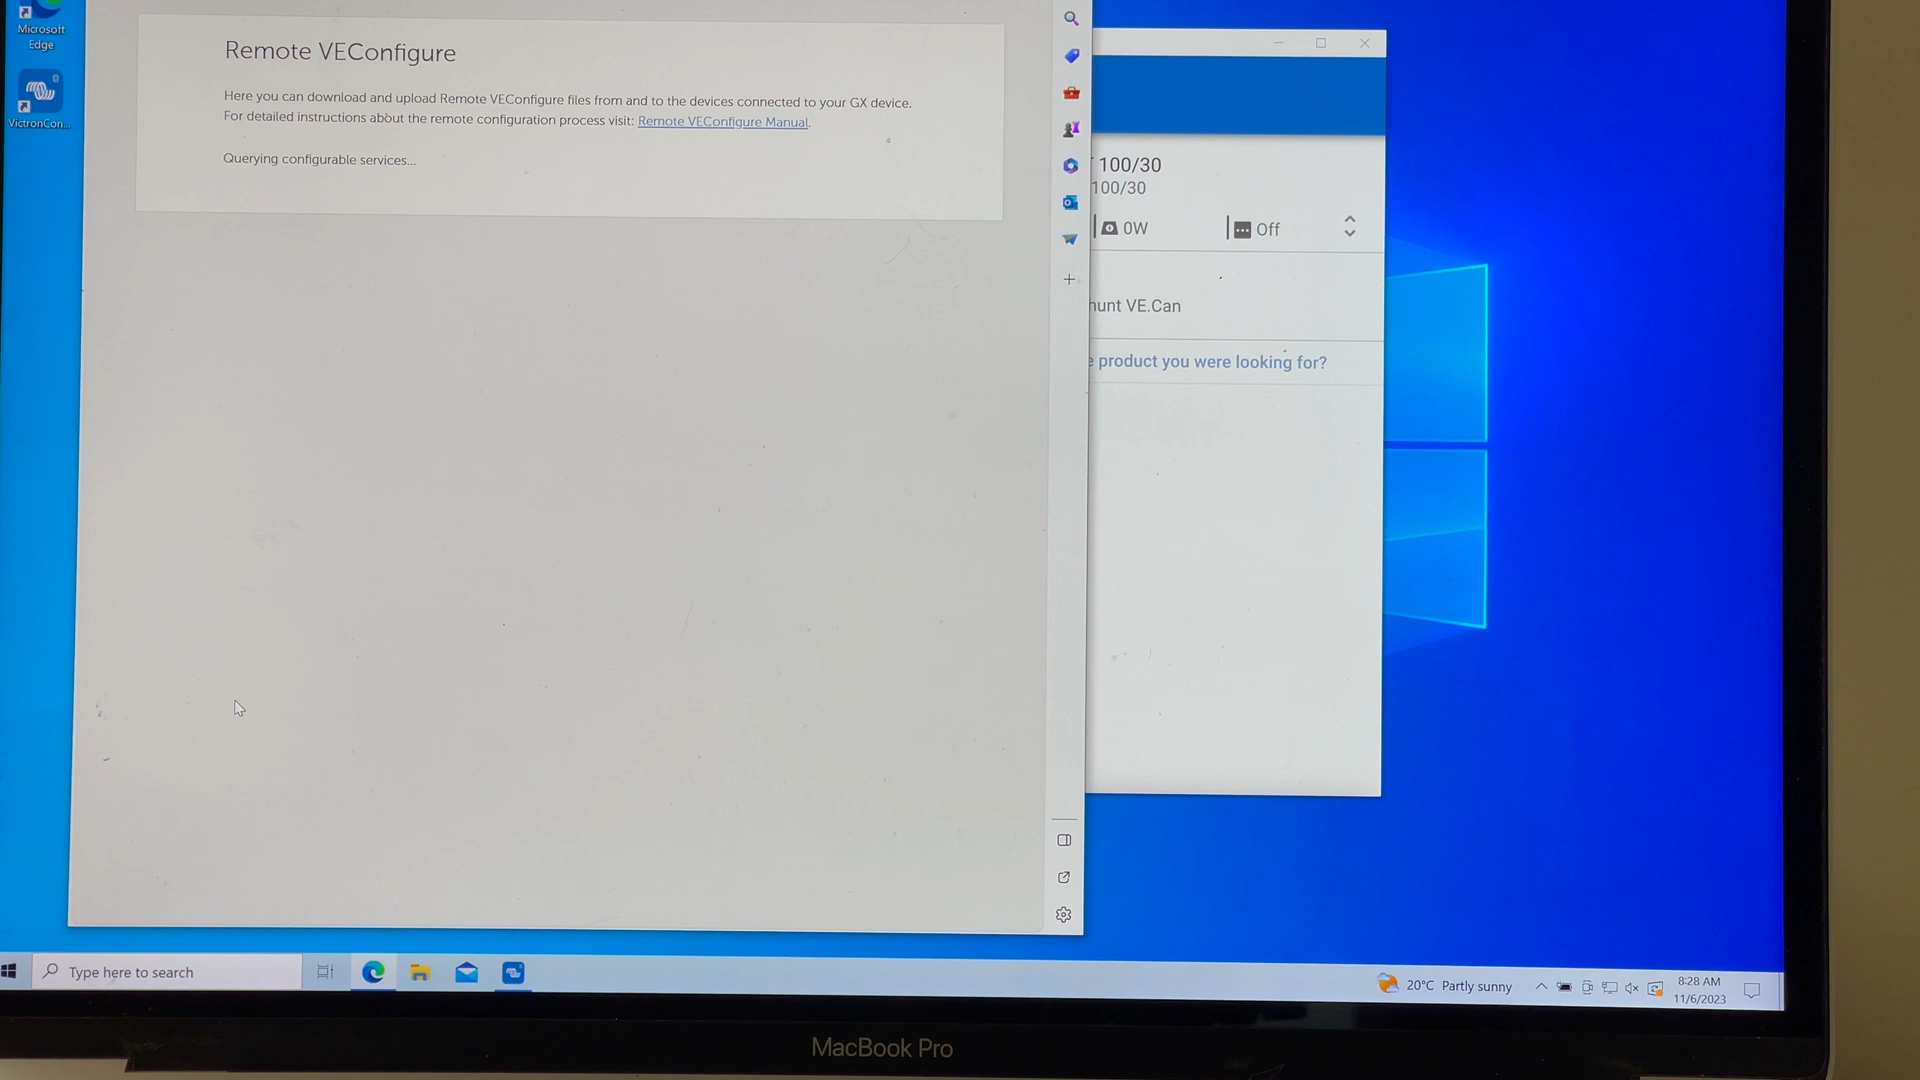 Microsoft
Edge
VictronCon...
Remote VEConfigure
Here you can download and upload Remote VEConfigure files from and to the devices connected to your GX device.
For detailed instructions about the remote configuration process visit: Remote VEConfigure Manual.
Querying configurable services...
100/30
100/30
0W
Off
hunt VE.Can
e product you were looking for?
Type here to search
20°C Partly sunny
8:28 AM
11/6/2023
MacBook Pro